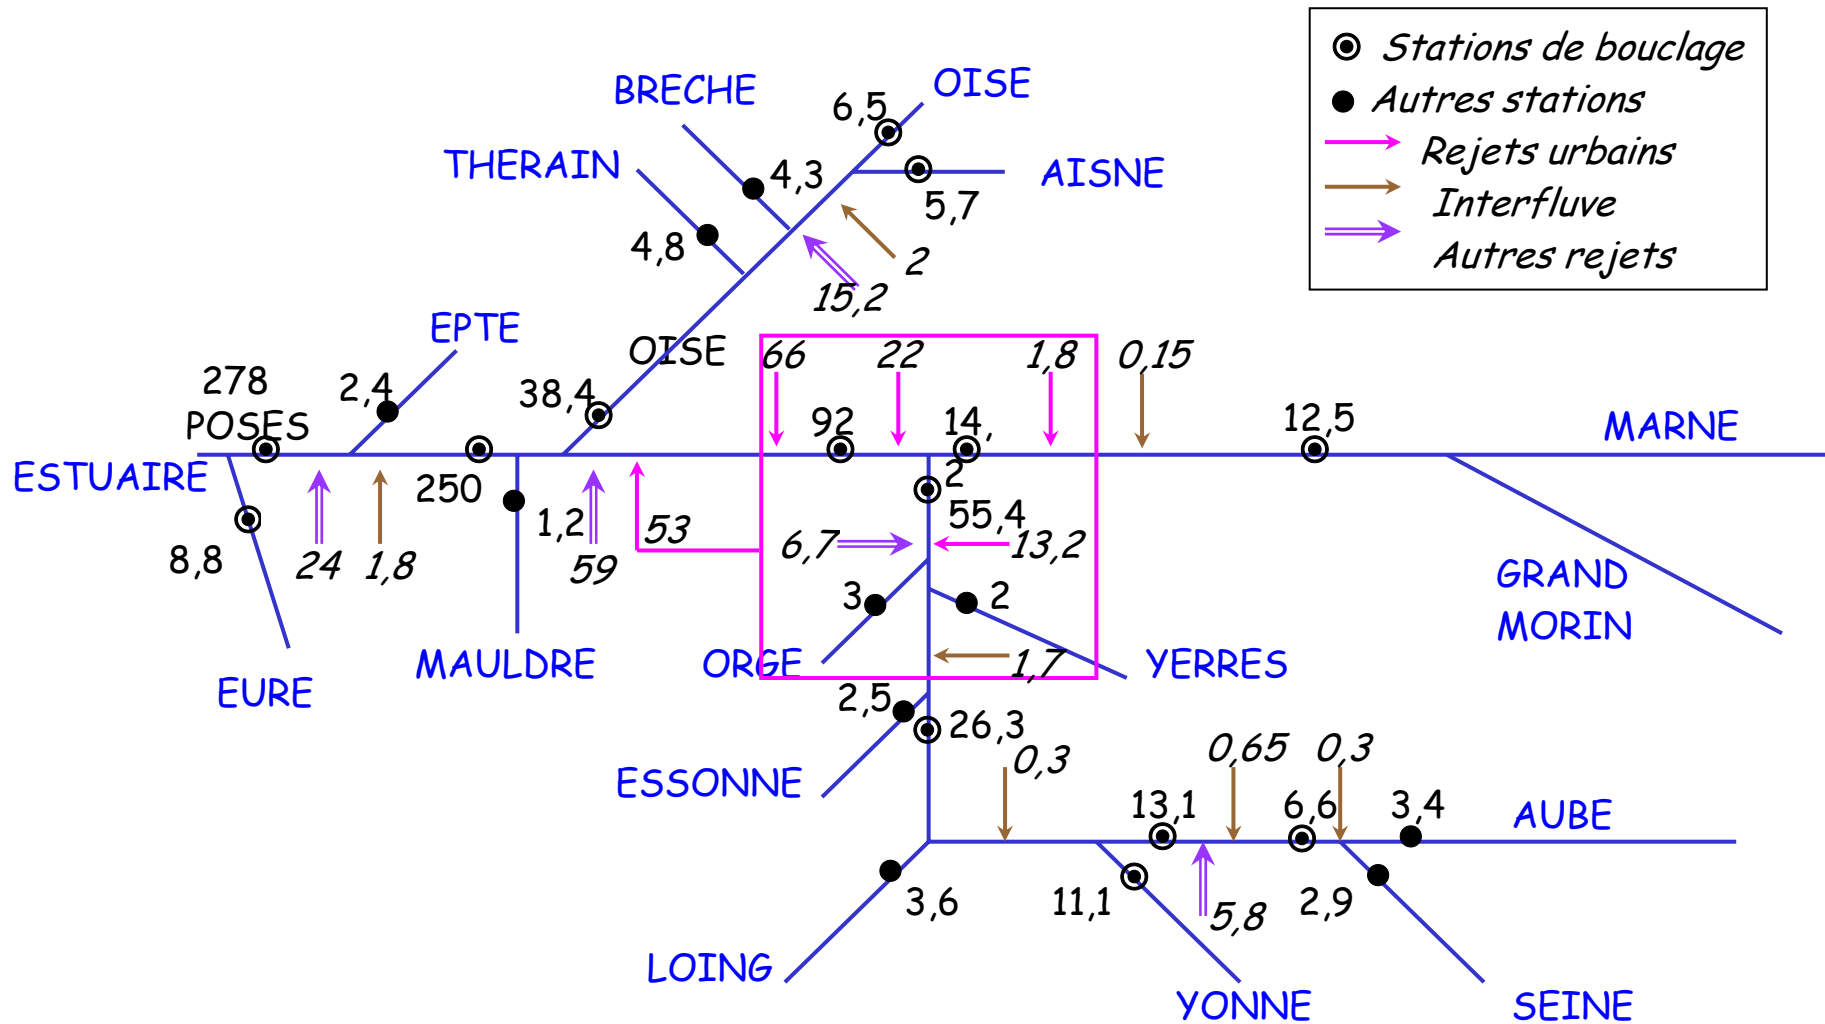 Stations de bouclage
Autres stations
Rejets urbains
Interfluve
Autres rejets
OISE
BRECHE
6,5
THERAIN
4,3
AISNE
5,7
4,8
2
15,2
EPTE
OISE
66
22
1,8
0,15
278
2,4
38,4
POSES
92
14,
2
12,5
MARNE
ESTUAIRE
250
1,2
53
55,4
6,7
13,2
8,8
24
1,8
59
GRAND
MORIN
3
2
MAULDRE
ORGE
1,7
YERRES
EURE
2,5
26,3
0,3
0,65
0,3
ESSONNE
13,1
6,6
3,4
AUBE
3,6
11,1
5,8
2,9
LOING
YONNE
SEINE